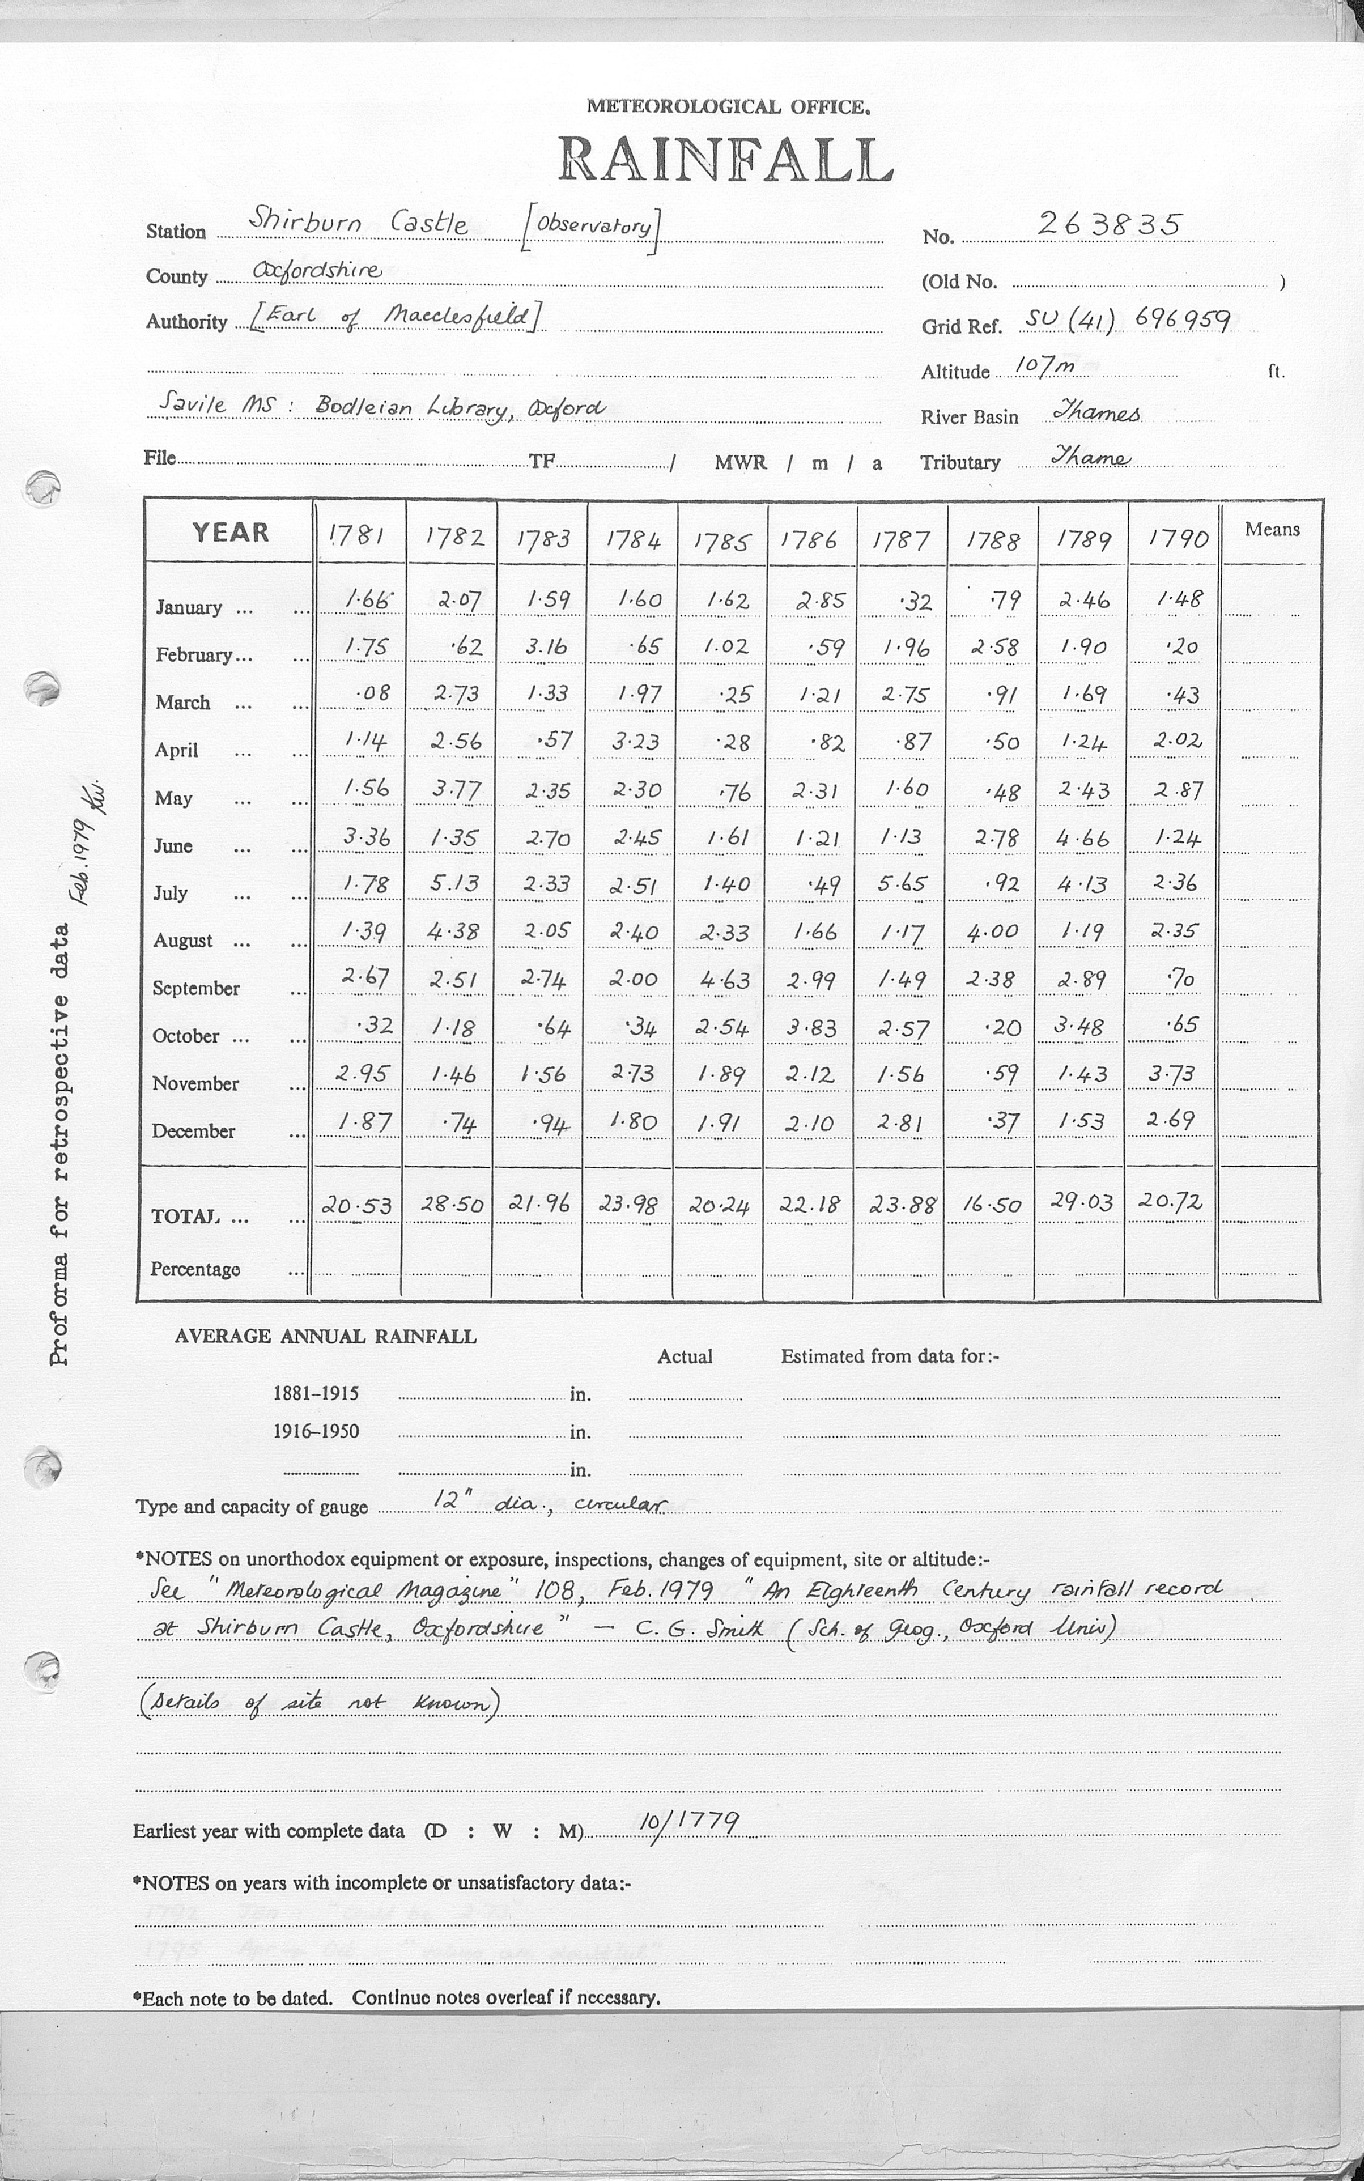 METEOROLOGICAL OFFICE.
RAINFALL
Station Shirburn Castle [Observatory] No. 263835
County Oxfordshire (Old No. )
Authority [Earl of Macclesfield] Grid Ref. SU (41) 696959
Altitude 107m ft.
Savile MS : Bodleian Library, Oxford River Basin Thames
File TF / MWR / m / a Tributary Thame
YEAR 1781 1782 1783 1784 1785 1786 1787 1788 1789 1790 Means
January ... ... 1.66 2.07 1.59 1.60 1.62 2.85 .32 .79 2.46 1.48
February ... ... 1.75 .62 3.16 .65 1.02 .59 1.96 2.58 1.90 .20
March ... ... .08 2.73 1.33 1.97 .25 1.21 2.75 .91 1.69 .43
April ... ... 1.14 2.56 .57 3.23 .28 .82 .87 .50 1.24 2.02
May ... ... 1.56 3.77 2.35 2.30 .76 2.31 1.60 .48 2.43 2.87
June ... ... 3.36 1.35 2.70 2.45 1.61 1.21 1.13 2.78 4.66 1.24
July ... ... 1.78 5.13 2.33 2.51 1.40 .49 5.65 .92 4.13 2.36
August ... ... 1.39 4.38 2.05 2.40 2.33 1.66 1.17 4.00 1.19 2.35
September ... 2.67 2.51 2.74 2.00 4.63 2.99 1.49 2.38 2.89 .70
October ... ... .32 1.18 .64 .34 2.54 3.83 2.57 .20 3.48 .65
November ... 2.95 1.46 1.56 2.73 1.89 2.12 1.56 .59 1.43 3.73
December ... 1.87 .74 .94 1.80 1.91 2.10 2.81 .37 1.53 2.69
TOTAL ... ... 20.53 28.50 21.96 23.98 20.24 22.18 23.88 16.50 29.03 20.72
Percentage ...
Proforma for retrospective data Feb. 1979 KW.
AVERAGE ANNUAL RAINFALL
Actual Estimated from data for:-
1881-1915 in.
1916-1950 in.
in.
Type and capacity of gauge 12" dia., circular.
*NOTES on unorthodox equipment or exposure, inspections, changes of equipment, site or altitude:-
See "Meteorological Magazine" 108, Feb. 1979 "An Eighteenth Century rainfall record
at Shirburn Castle, Oxfordshire" - C. G. Smith (Sch. of Geog., Oxford Univ)
(Details of site not known)
Earliest year with complete data (D : W : M) 10/1779
*NOTES on years with incomplete or unsatisfactory data:-
*Each note to be dated. Continue notes overleaf if necessary.